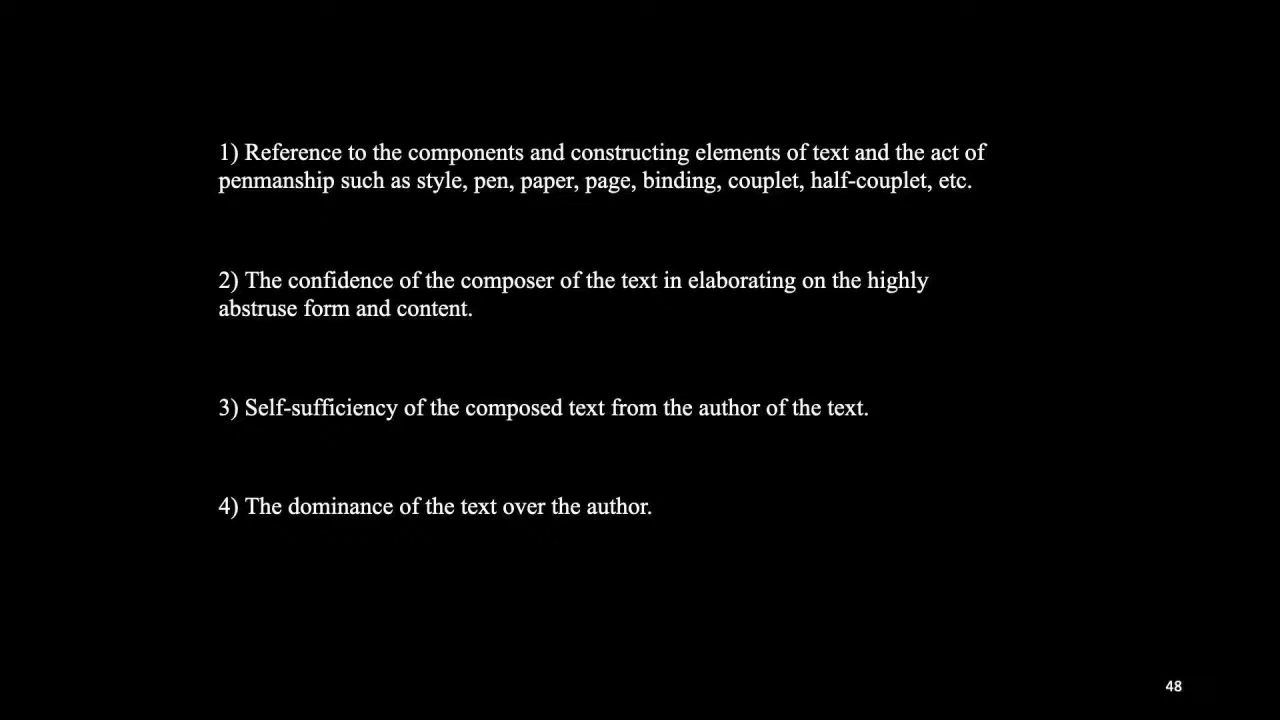 1) Reference to the components and constructing elements of text and the act of
penmanship such as style, pen, paper, page, binding, couplet, half-couplet, etc.
2) The confidence of the composer of the text in elaborating on the highly
abstruse form and content.
3) Self-sufficiency of the composed text from the author of the text.
4) The dominance of the text over the author.
48